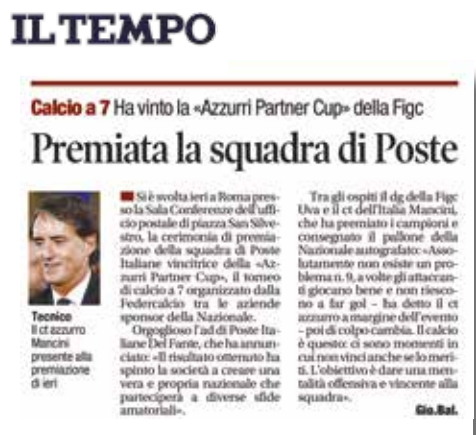 IL TEMPO
Calcio a 7 Ha vinto la «Azzurri Partner Cup» della Figc
Premiata la squadra di Poste
Tecnico
Il ct azzurro
Mancini
presente alla
premiazione
di ieri
Si è svolta ieri a Roma pres-
so la Sala Conferenze dell'uffi-
cio postale di piazza San Silve-
stro, la cerimonia di premia-
zione della squadra di Poste
Italiane vincitrice della «Az-
zurri Partner Cup», il torneo
di calcio a 7 organizzato dalla
Federcalcio tra le aziende
sponsor della Nazionale.
Orgoglioso l'ad di Poste Ita-
liane Del Fante, che ha annun-
ciato: «Il risultato ottenuto ha
spinto la società a creare una
vera e propria nazionale che
parteciperà a diverse sfide
amatoriali».
Tra gli ospiti il dg della Figc
Uva e il ct dell'Italia Mancini,
che ha premiato i campioni e
consegnato il pallone della
Nazionale autografato: «Asso-
lutamente non esiste un pro-
blema n. 9, a volte gli attaccan-
ti giocano bene e non riesco-
no a far gol - ha detto il ct
azzurro a margine dell'evento
- poi di colpo cambia. Il calcio
è questo: ci sono momenti in
cui non vinci anche se lo meri-
ti. L'obiettivo è dare una men-
talità offensiva e vincente alla
squadra».
Gio.Bal.